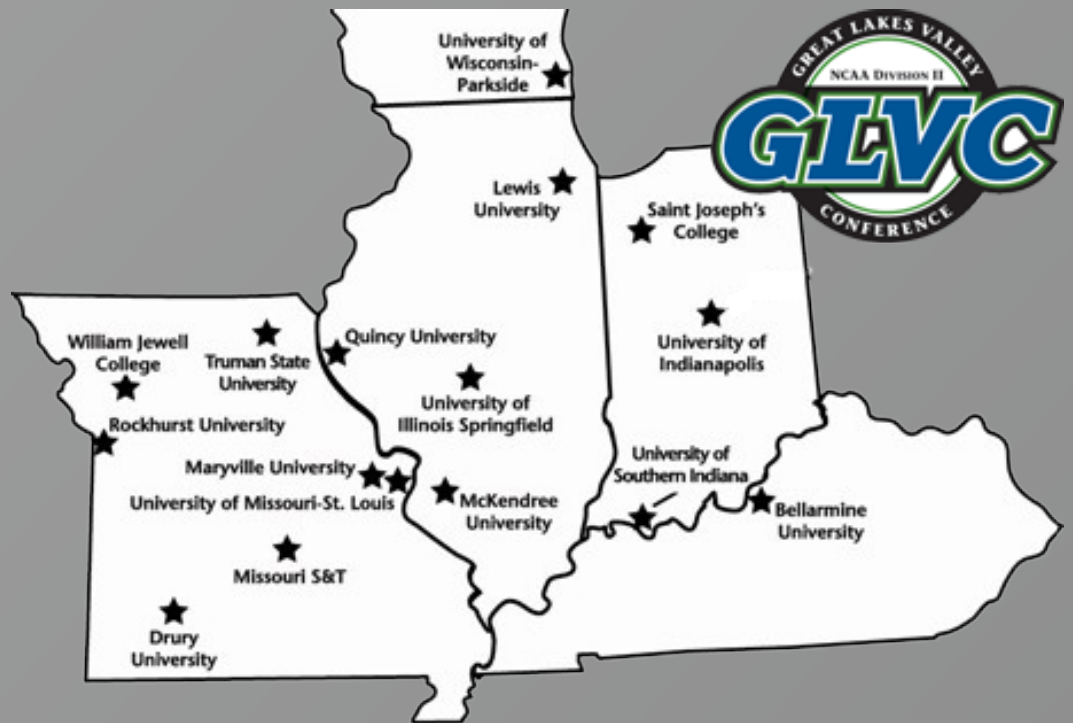 GREAT LAKES VALLEY
NCAA DIVISION II
GLVC
CONFERENCE
University of
Wisconsin-
Parkside
Lewis
University
Saint Joseph's
College
University of
Indianapolis
William Jewell
College
Truman State
University
Quincy University
University of
Illinois Springfield
Rockhurst University
Maryville University
University of Missouri-St. Louis
McKendree
University
University of
Southern Indiana
Bellarmine
University
Missouri S&T
Drury
University